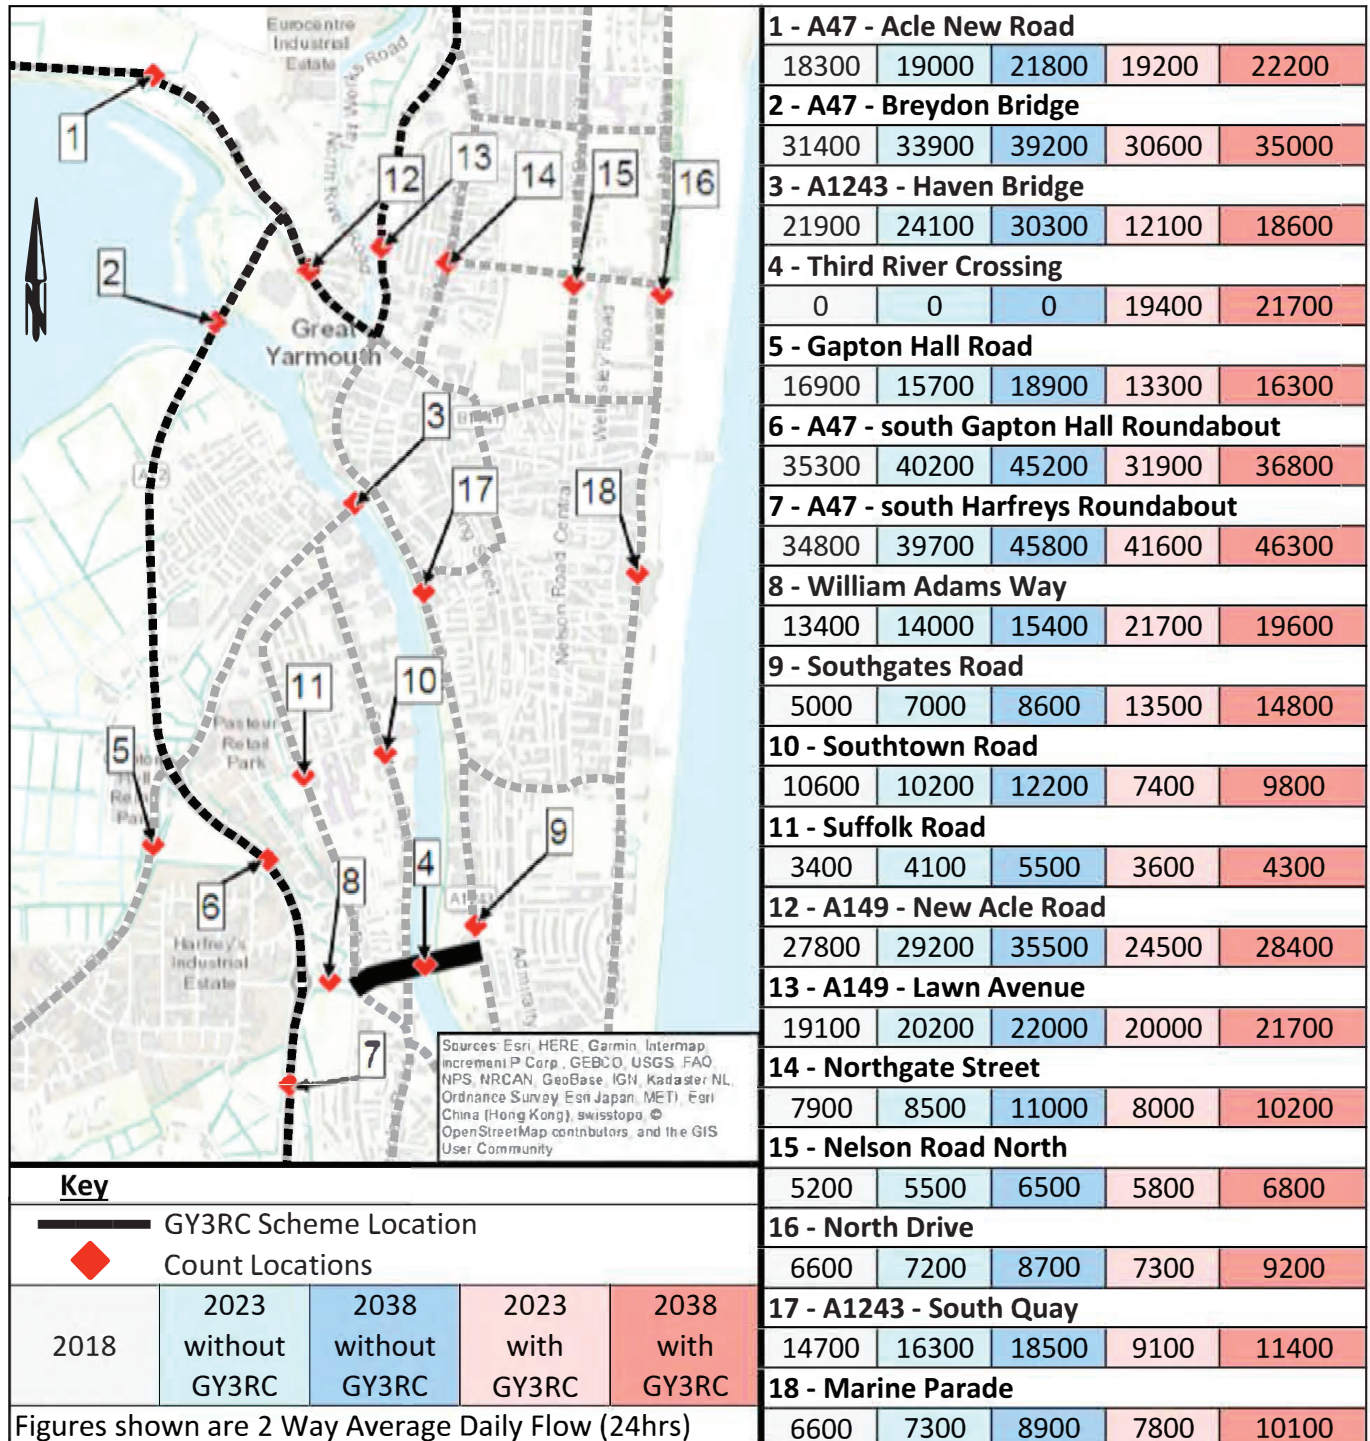 Eurocentre
Industrial
Estate
Great
Yarmouth
Wellesley Road
Nelson Road Central
Pasteur
Retail
Park
Harfrey's
Industrial
Estate
Admiralty
1
2
3
4
5
6
7
8
9
10
11
12
13
14
15
16
17
18
N
Sources: Esri, HERE, Garmin, Intermap,
increment P Corp., GEBCO, USGS, FAO,
NPS, NRCAN, GeoBase, IGN, Kadaster NL,
Ordnance Survey, Esri Japan, METI, Esri
China (Hong Kong), swisstopo, ©
OpenStreetMap contributors, and the GIS
User Community
Key
GY3RC Scheme Location
Count Locations
2018
2023 without GY3RC
2038 without GY3RC
2023 with GY3RC
2038 with GY3RC
Figures shown are 2 Way Average Daily Flow (24hrs)
1 - A47 - Acle New Road
18300 19000 21800 19200 22200
2 - A47 - Breydon Bridge
31400 33900 39200 30600 35000
3 - A1243 - Haven Bridge
21900 24100 30300 12100 18600
4 - Third River Crossing
0 0 0 19400 21700
5 - Gapton Hall Road
16900 15700 18900 13300 16300
6 - A47 - south Gapton Hall Roundabout
35300 40200 45200 31900 36800
7 - A47 - south Harfreys Roundabout
34800 39700 45800 41600 46300
8 - William Adams Way
13400 14000 15400 21700 19600
9 - Southgates Road
5000 7000 8600 13500 14800
10 - Southtown Road
10600 10200 12200 7400 9800
11 - Suffolk Road
3400 4100 5500 3600 4300
12 - A149 - New Acle Road
27800 29200 35500 24500 28400
13 - A149 - Lawn Avenue
19100 20200 22000 20000 21700
14 - Northgate Street
7900 8500 11000 8000 10200
15 - Nelson Road North
5200 5500 6500 5800 6800
16 - North Drive
6600 7200 8700 7300 9200
17 - A1243 - South Quay
14700 16300 18500 9100 11400
18 - Marine Parade
6600 7300 8900 7800 10100